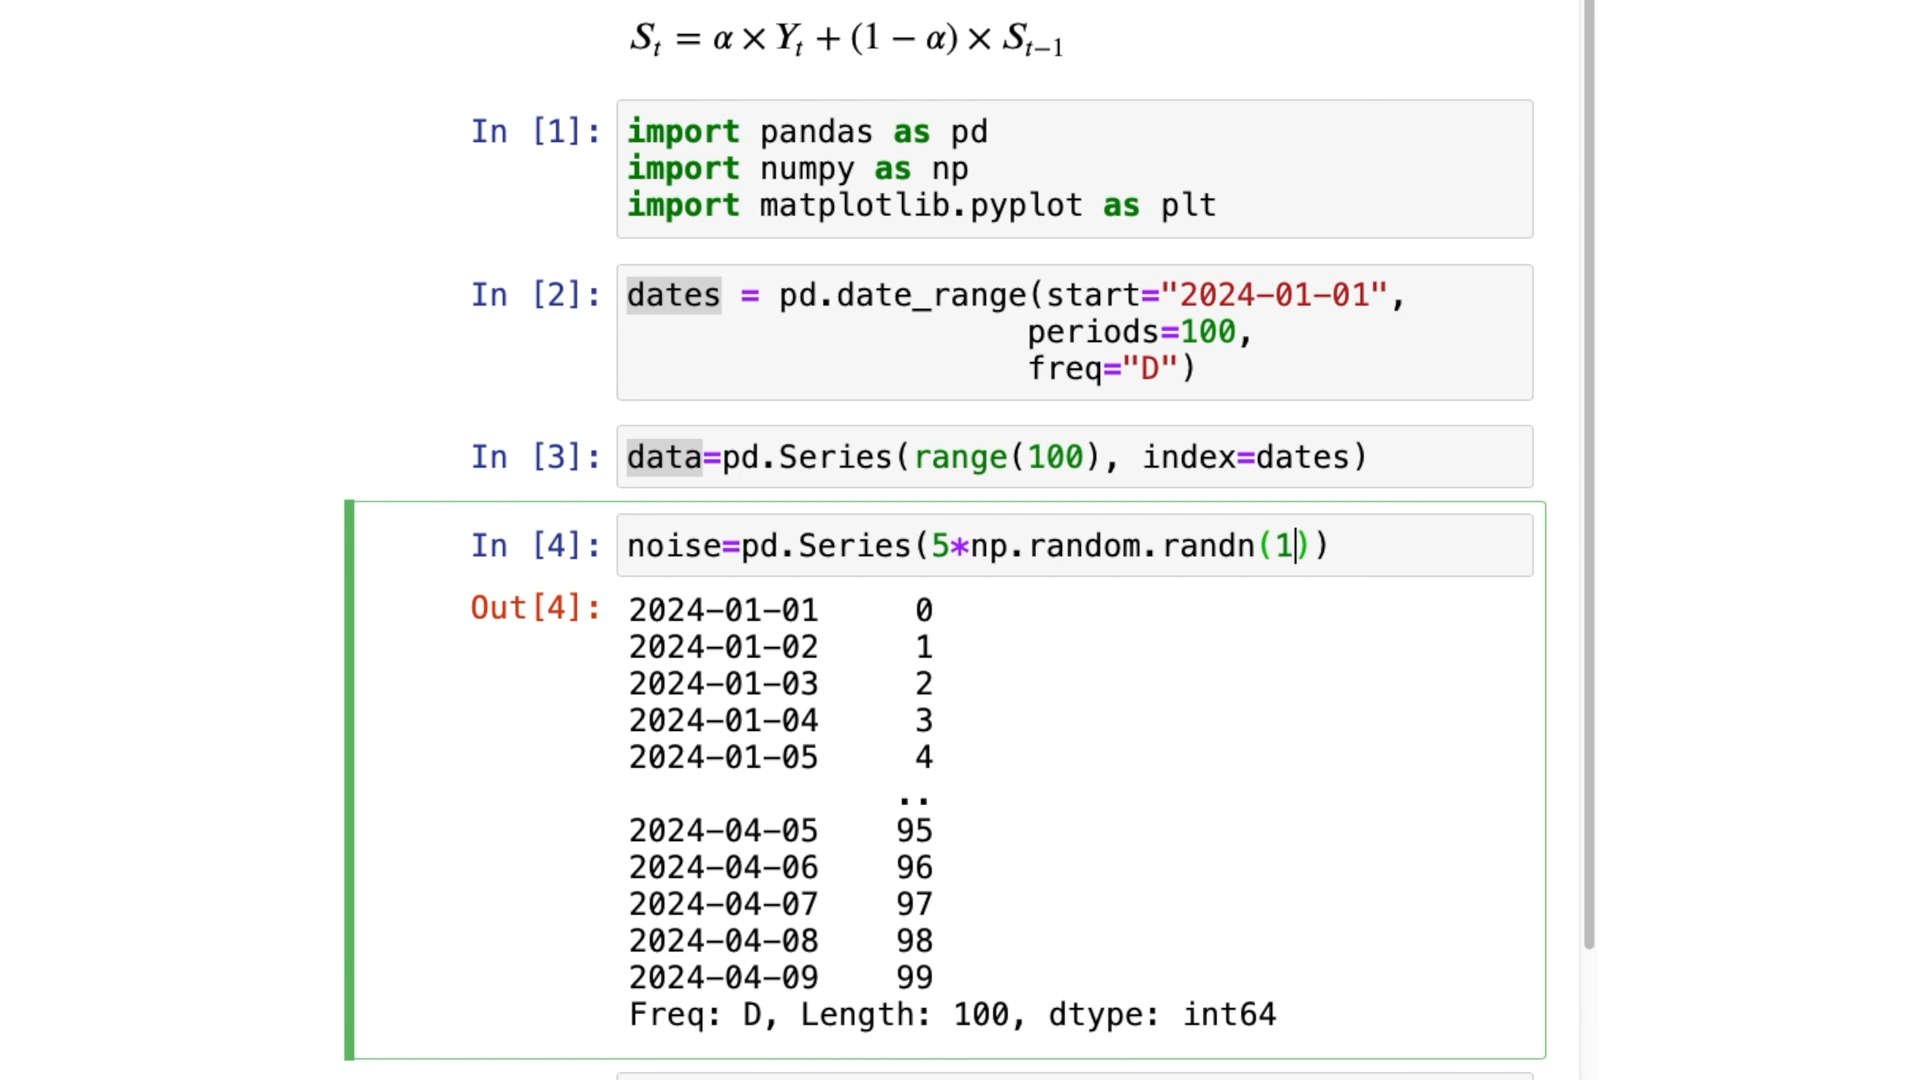 S_t = α × Y_t + (1 − α) × S_{t−1}
In [1]:
import pandas as pd
import numpy as np
import matplotlib.pyplot as plt
In [2]:
dates = pd.date_range(start="2024-01-01",
periods=100,
freq="D")
In [3]:
data=pd.Series(range(100), index=dates)
In [4]:
noise=pd.Series(5*np.random.randn(1))
Out[4]:
2024-01-01     0
2024-01-02     1
2024-01-03     2
2024-01-04     3
2024-01-05     4
..
2024-04-05    95
2024-04-06    96
2024-04-07    97
2024-04-08    98
2024-04-09    99
Freq: D, Length: 100, dtype: int64